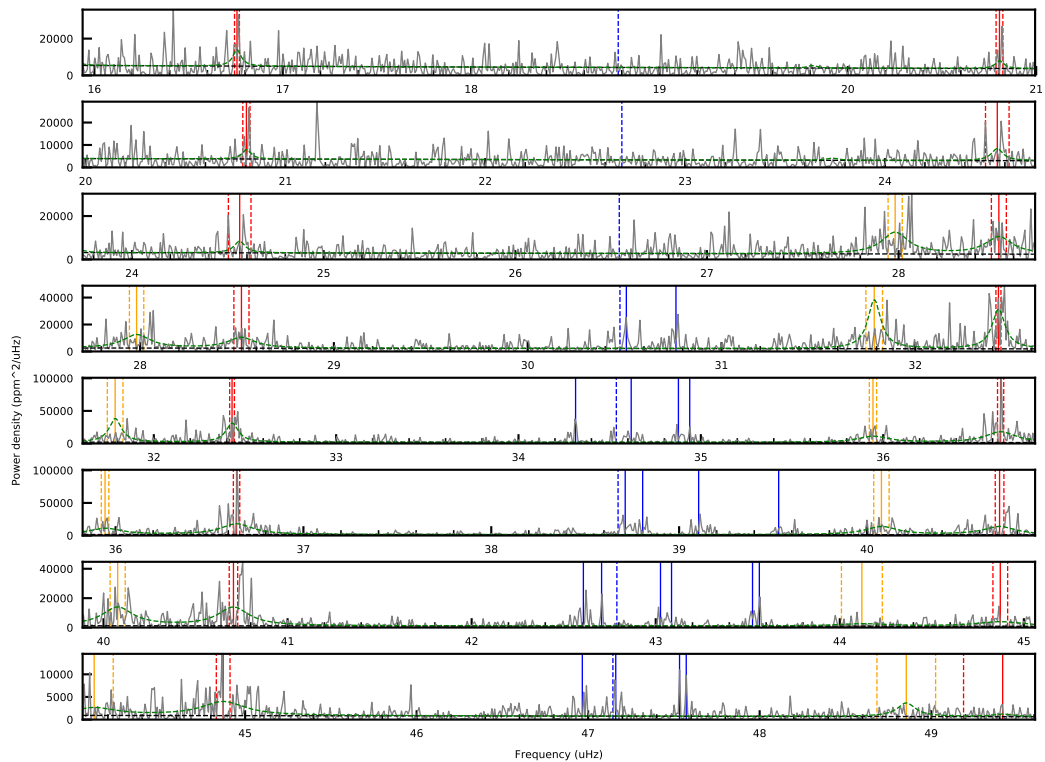 20000
0
16 17 18 19 20 21
20000
10000
0
20 21 22 23 24
20000
0
24 25 26 27 28
40000
20000
0
28 29 30 31 32
100000
50000
0
32 33 34 35 36
100000
50000
0
36 37 38 39 40
40000
20000
0
40 41 42 43 44 45
10000
5000
0
45 46 47 48 49
Power density (ppm^2/uHz)
Frequency (uHz)